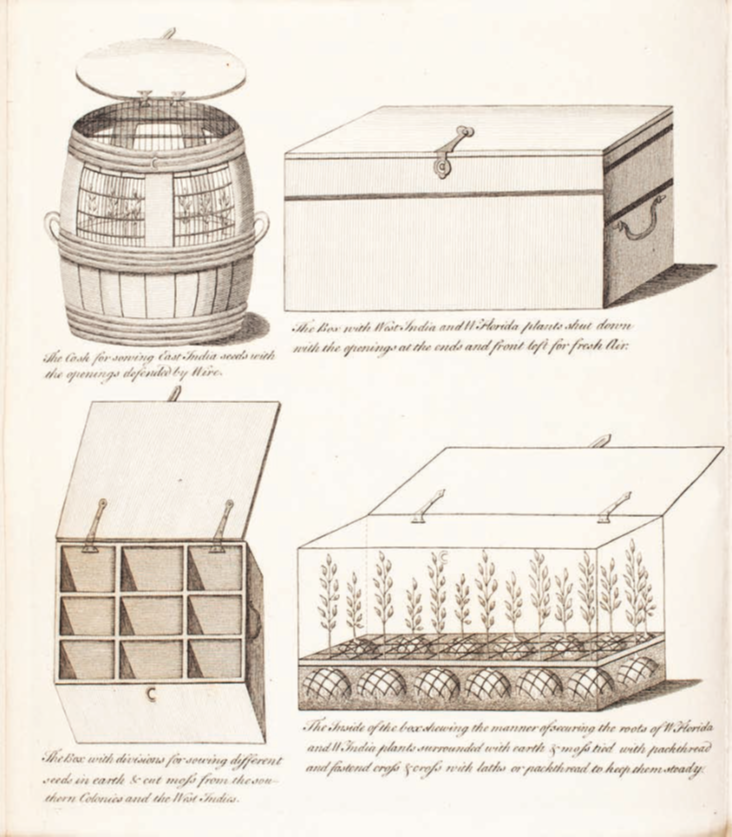 The Cask for sowing East India seeds with
the openings defended by Wire.
The Box with West India and W. Florida plants shut down
with the openings at the ends and front left for fresh Air.
The Box with divisions for sowing different
seeds in earth & cut moſs from the sou-
thern Colonies and the West Indies.
The Inside of the box shewing the manner of securing the roots of W. Florida
and W. India plants surrounded with earth & moſs tied with packthread
and fastend croſs & croſs with laths or packthread to keep them steady.